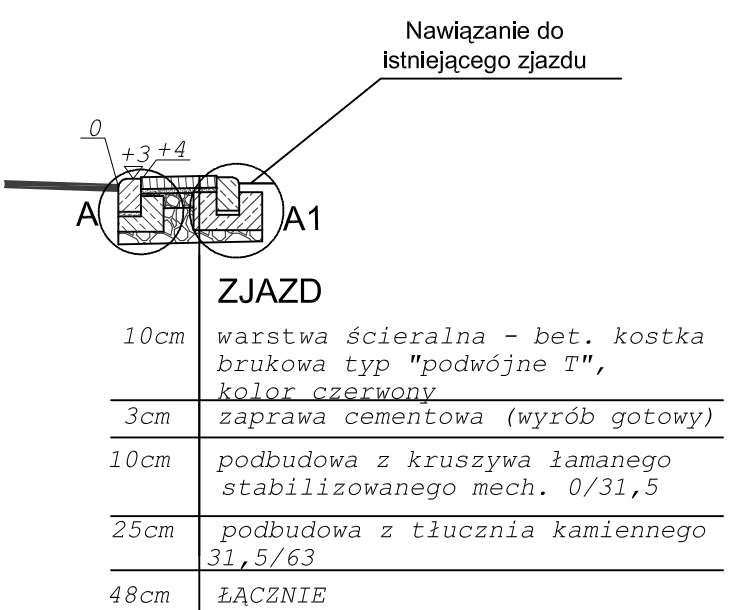 Nawiązanie do
istniejącego zjazdu
0
+3 +4
A
A1
ZJAZD
10cm warstwa ścieralna - bet. kostka
brukowa typ "podwójne T",
kolor czerwony
3cm zaprawa cementowa (wyrób gotowy)
10cm podbudowa z kruszywa łamanego
stabilizowanego mech. 0/31,5
25cm podbudowa z tłucznia kamiennego
31,5/63
48cm ŁĄCZNIE